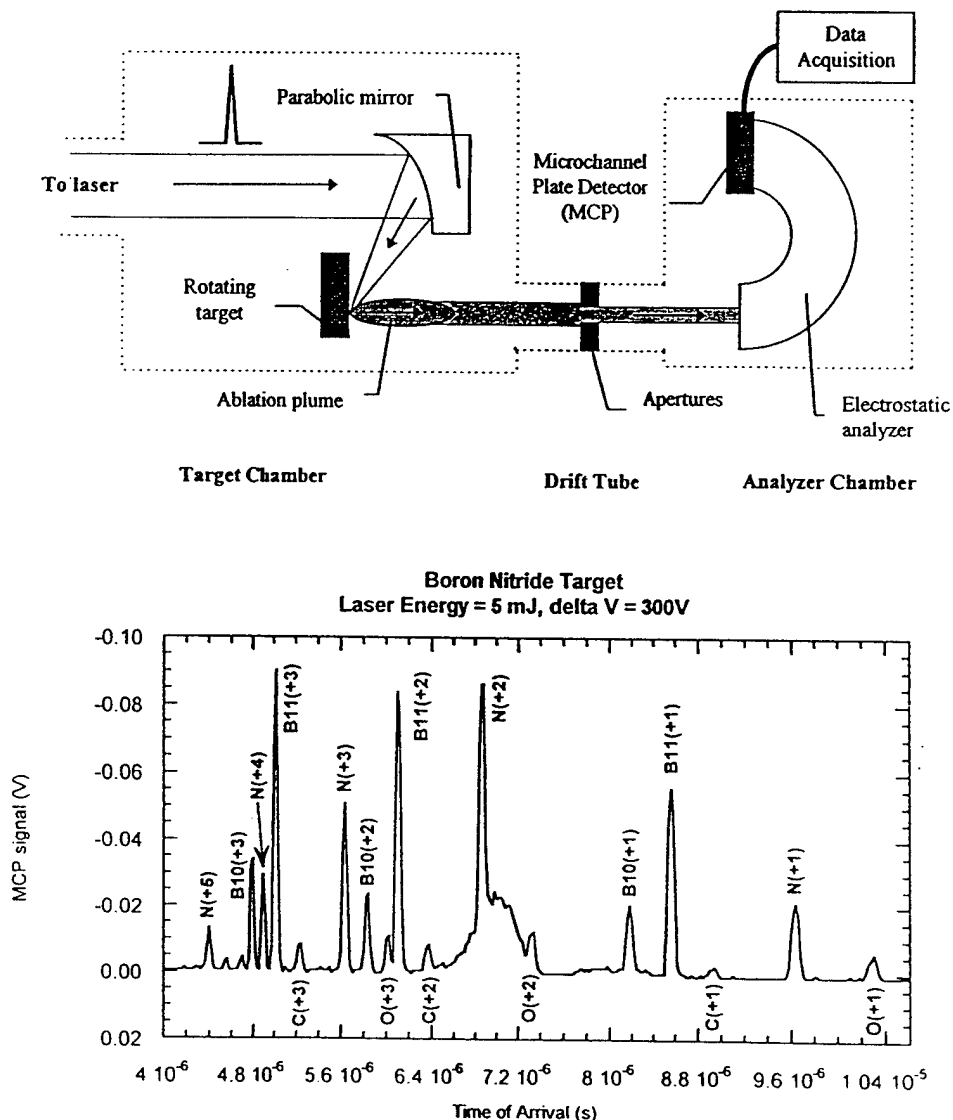 Data
Acquisition
Parabolic mirror
To laser
Microchannel
Plate Detector
(MCP)
Rotating
target
Ablation plume
Apertures
Electrostatic
analyzer
Target Chamber
Drift Tube
Analyzer Chamber
Boron Nitride Target
Laser Energy = 5 mJ, delta V = 300V
MCP signal (V)
-0.10
-0.08
-0.06
-0.04
-0.02
0.00
0.02
N(+5)
B10(+3)
N(+4)
B11(+3)
C(+3)
N(+3)
B10(+2)
O(+3)
B11(+2)
C(+2)
N(+2)
O(+2)
B10(+1)
B11(+1)
C(+1)
N(+1)
O(+1)
4 10-6 4.8 10-6 5.6 10-6 6.4 10-6 7.2 10-6 8 10-6 8.8 10-6 9.6 10-6 1 04 10-5
Time of Arrival (s)